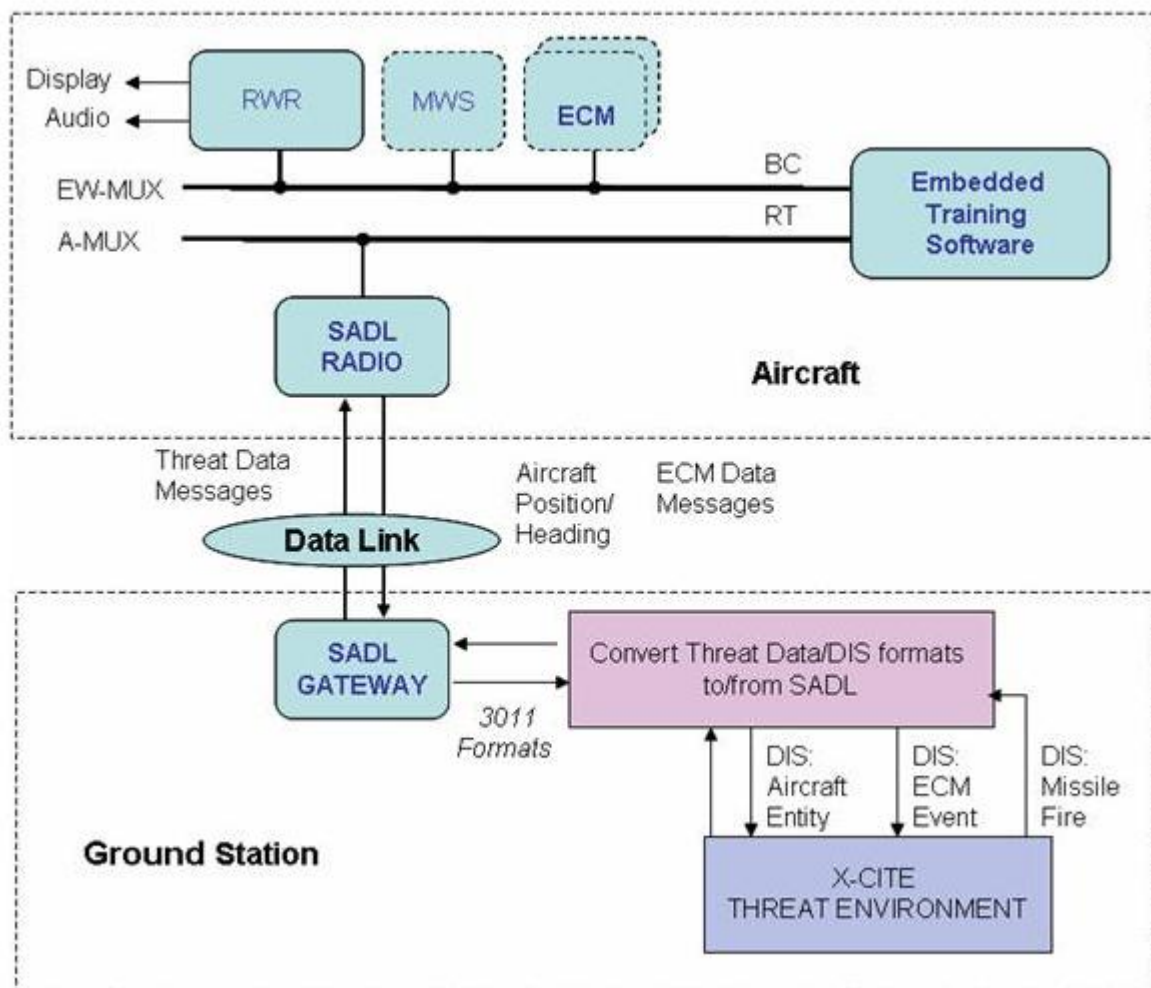 Display
Audio
RWR
MWS
ECM
EW-MUX
BC
A-MUX
RT
Embedded
Training
Software
SADL
RADIO
Aircraft
Threat Data
Messages
Aircraft
Position/
Heading
ECM Data
Messages
Data Link
SADL
GATEWAY
Convert Threat Data/DIS formats
to/from SADL
3011
Formats
DIS:
Aircraft
Entity
DIS:
ECM
Event
DIS:
Missile
Fire
Ground Station
X-CITE
THREAT ENVIRONMENT